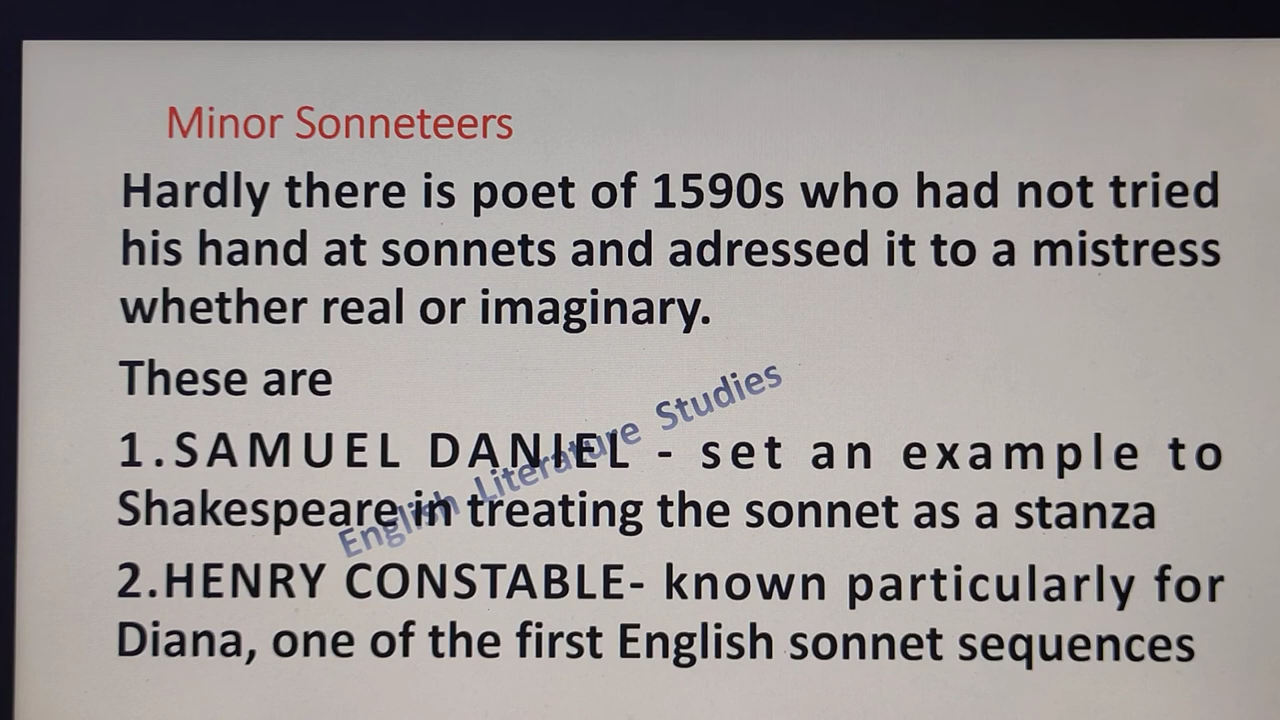 Minor Sonneteers
Hardly there is poet of 1590s who had not tried
his hand at sonnets and adressed it to a mistress
whether real or imaginary.
These are
1.SAMUEL DANIEL - set an example to
Shakespeare in treating the sonnet as a stanza
2.HENRY CONSTABLE- known particularly for
Diana, one of the first English sonnet sequences
English Literature Studies